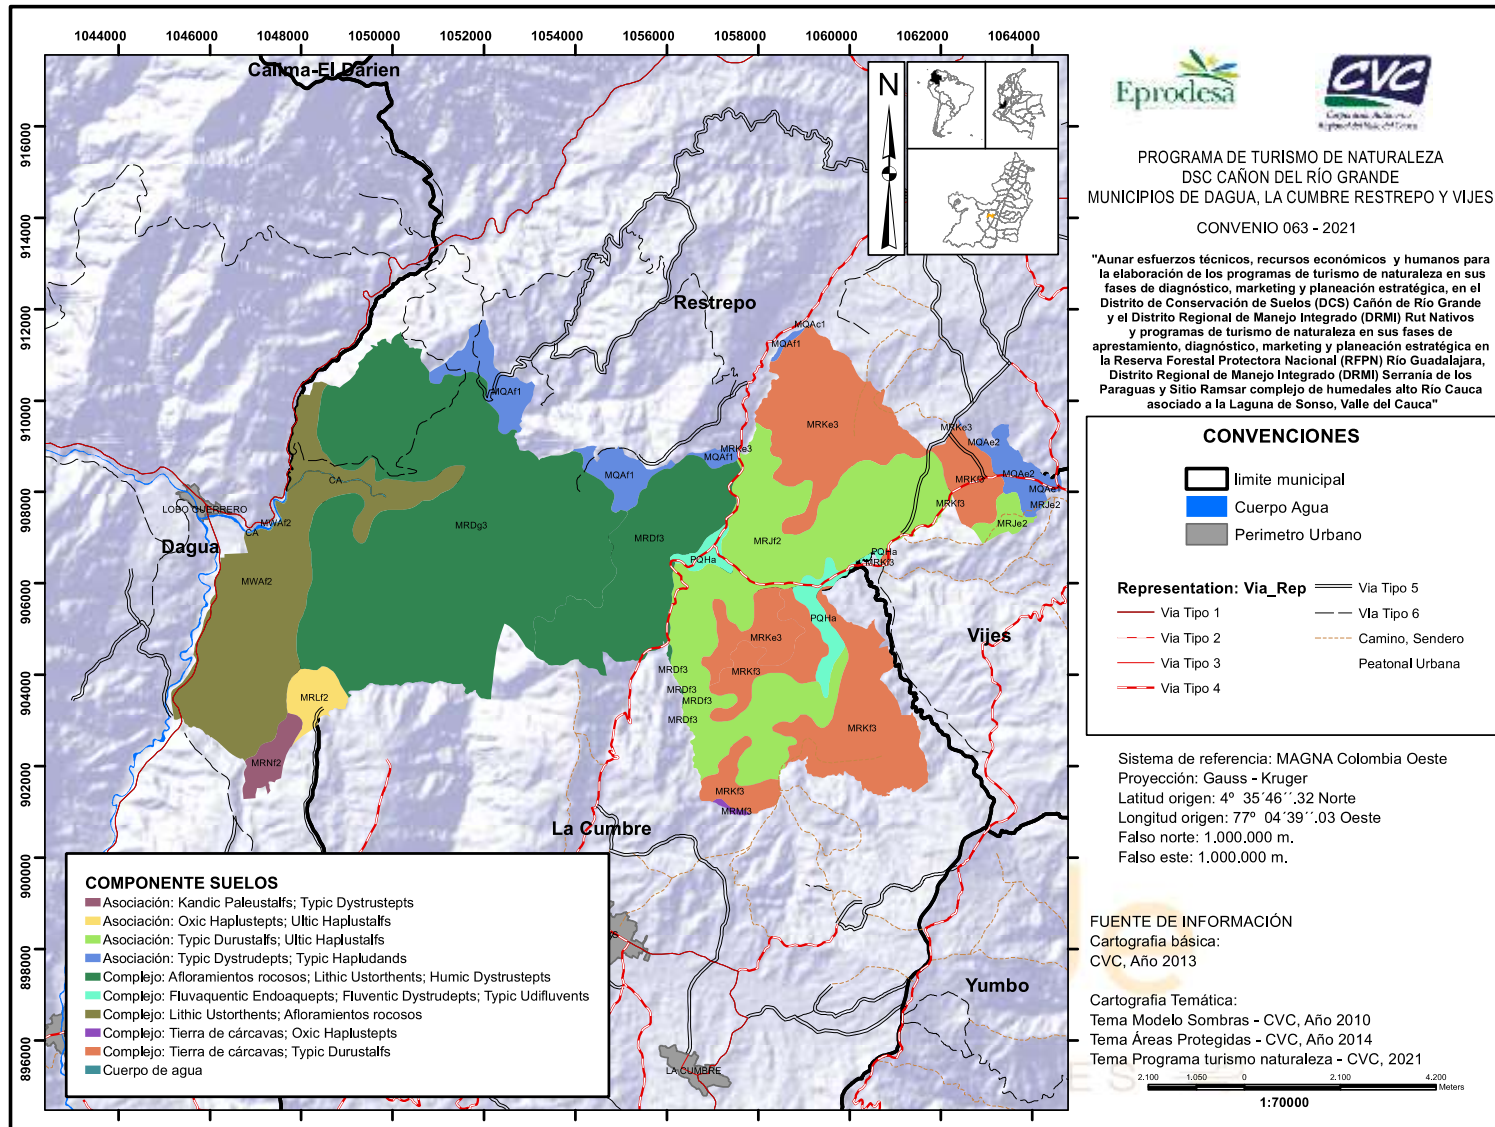 1044000 1046000 1048000 1050000 1052000 1054000 1056000 1058000 1060000 1062000 1064000
916000
914000
912000
910000
908000
906000
904000
902000
900000
898000
896000
Calima-El Darien
Restrepo
Dagua
LOBO GUERRERO
Vijes
La Cumbre
Yumbo
LA CUMBRE
N
MQAc1
MQAf1
MQAf1
MRKe3
MRKe3
MQAe2
MRKe3
MQAf1
MQAf1
MQAe2
MRKf3
MQAe1
MRKf3
MRJe2
MRJe2
CA
MWAf2
CA
MRDg3
MRDf3
MRJf2
PQHa
PQHa
MRKf3
MWAf2
PQHa
MRKe3
MRDf3
MRKf3
MRDf3
MRDf3
MRDf3
MRLf2
MRKf3
MRNf2
MRKf3
MRMf3
COMPONENTE SUELOS
Asociación: Kandic Paleustalfs; Typic Dystrustepts
Asociación: Oxic Haplustepts; Ultic Haplustalfs
Asociación: Typic Durustalfs; Ultic Haplustalfs
Asociación: Typic Dystrudepts; Typic Hapludands
Complejo: Afloramientos rocosos; Lithic Ustorthents; Humic Dystrustepts
Complejo: Fluvaquentic Endoaquepts; Fluventic Dystrudepts; Typic Udifluvents
Complejo: Lithic Ustorthents; Afloramientos rocosos
Complejo: Tierra de cárcavas; Oxic Haplustepts
Complejo: Tierra de cárcavas; Typic Durustalfs
Cuerpo de agua
Eprodesa
CVC
Corporación Autónoma
Regional del Valle del Cauca
PROGRAMA DE TURISMO DE NATURALEZA
DSC CAÑON DEL RÍO GRANDE
MUNICIPIOS DE DAGUA, LA CUMBRE RESTREPO Y VIJES
CONVENIO 063 - 2021
"Aunar esfuerzos técnicos, recursos económicos y humanos para
la elaboración de los programas de turismo de naturaleza en sus
fases de diagnóstico, marketing y planeación estratégica, en el
Distrito de Conservación de Suelos (DCS) Cañón de Río Grande
y el Distrito Regional de Manejo Integrado (DRMI) Rut Nativos
y programas de turismo de naturaleza en sus fases de
aprestamiento, diagnóstico, marketing y planeación estratégica en
la Reserva Forestal Protectora Nacional (RFPN) Río Guadalajara,
Distrito Regional de Manejo Integrado (DRMI) Serranía de los
Paraguas y Sitio Ramsar complejo de humedales alto Río Cauca
asociado a la Laguna de Sonso, Valle del Cauca"
CONVENCIONES
limite municipal
Cuerpo Agua
Perimetro Urbano
Representation: Via_Rep
Via Tipo 1
Via Tipo 2
Via Tipo 3
Via Tipo 4
Via Tipo 5
VIa Tipo 6
Camino, Sendero
Peatonal Urbana
Sistema de referencia: MAGNA Colombia Oeste
Proyección: Gauss - Kruger
Latitud origen: 4º 35´46´´.32 Norte
Longitud origen: 77º 04´39´´.03 Oeste
Falso norte: 1.000.000 m.
Falso este: 1.000.000 m.
FUENTE DE INFORMACIÓN
Cartografia básica:
CVC, Año 2013
Cartografía Temática:
Tema Modelo Sombras - CVC, Año 2010
Tema Áreas Protegidas - CVC, Año 2014
Tema Programa turismo naturaleza - CVC, 2021
2.100 1.050 0 2.100 4.200
Meters
1:70000